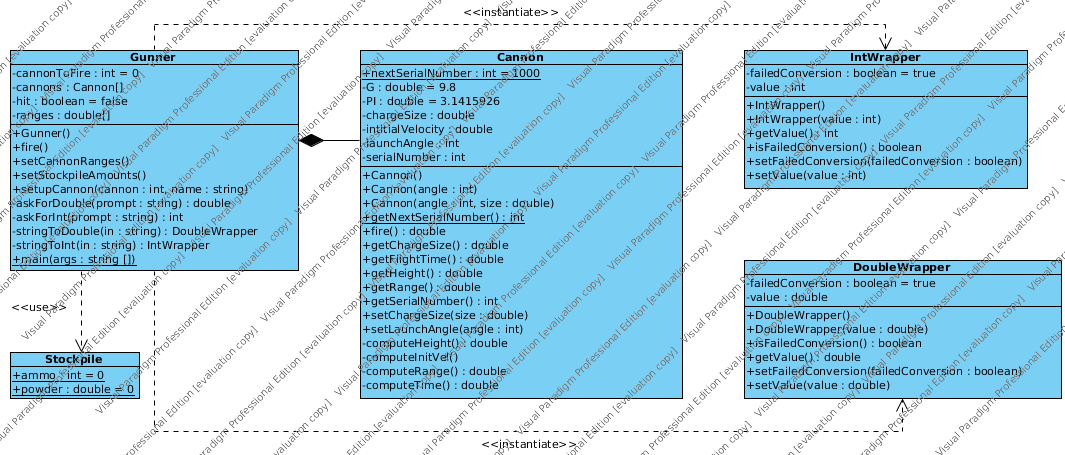 <<instantiate>>
Gunner
-cannonToFire : int = 0
-cannons : Cannon[]
-hit : boolean = false
-ranges : double[]
+Gunner()
+fire()
+setCannonRanges()
+setStockpileAmounts()
+setupCannon(cannon : int, name : string)
-askForDouble(prompt : string) : double
-askForInt(prompt : string) : int
-stringToDouble(in : string) : DoubleWrapper
-stringToInt(in : string) : IntWrapper
+main(args : string [])
Cannon
+nextSerialNumber : int = 1000
-G : double = 9.8
-PI : double = 3.1415926
-chargeSize : double
-intitialVelocity : double
-launchAngle : int
-serialNumber : int
+Cannon()
+Cannon(angle : int)
+Cannon(angle : int, size : double)
+getNextSerialNumber() : int
+fire() : double
+getChargeSize() : double
+getFlightTime() : double
+getHeight() : double
+getRange() : double
+getSerialNumber() : int
+setChargeSize(size : double)
+setLaunchAngle(angle : int)
-computeHeight() : double
-computeInitVel()
-computeRange() : double
-computeTime() : double
IntWrapper
-failedConversion : boolean = true
-value : int
+IntWrapper()
+IntWrapper(value : int)
+getValue() : int
+isFailedConversion() : boolean
+setFailedConversion(failedConversion : boolean)
+setValue(value : int)
DoubleWrapper
-failedConversion : boolean = true
-value : double
+DoubleWrapper()
+DoubleWrapper(value : double)
+isFailedConversion() : boolean
+getValue() : double
+setFailedConversion(failedConversion : boolean)
+setValue(value : double)
<<use>>
Stockpile
+ammo : int = 0
+powder : double = 0
<<instantiate>>
Visual Paradigm Professional Edition [evaluation copy]